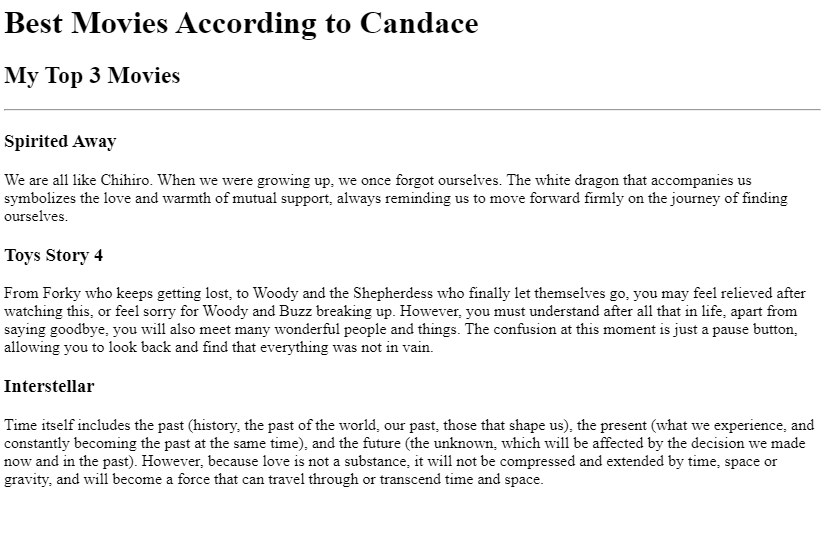 Best Movies According to Candace
My Top 3 Movies
Spirited Away
We are all like Chihiro. When we were growing up, we once forgot ourselves. The white dragon that accompanies us
symbolizes the love and warmth of mutual support, always reminding us to move forward firmly on the journey of finding
ourselves.
Toys Story 4
From Forky who keeps getting lost, to Woody and the Shepherdess who finally let themselves go, you may feel relieved after
watching this, or feel sorry for Woody and Buzz breaking up. However, you must understand after all that in life, apart from
saying goodbye, you will also meet many wonderful people and things. The confusion at this moment is just a pause button,
allowing you to look back and find that everything was not in vain.
Interstellar
Time itself includes the past (history, the past of the world, our past, those that shape us), the present (what we experience, and
constantly becoming the past at the same time), and the future (the unknown, which will be affected by the decision we made
now and in the past). However, because love is not a substance, it will not be compressed and extended by time, space or
gravity, and will become a force that can travel through or transcend time and space.